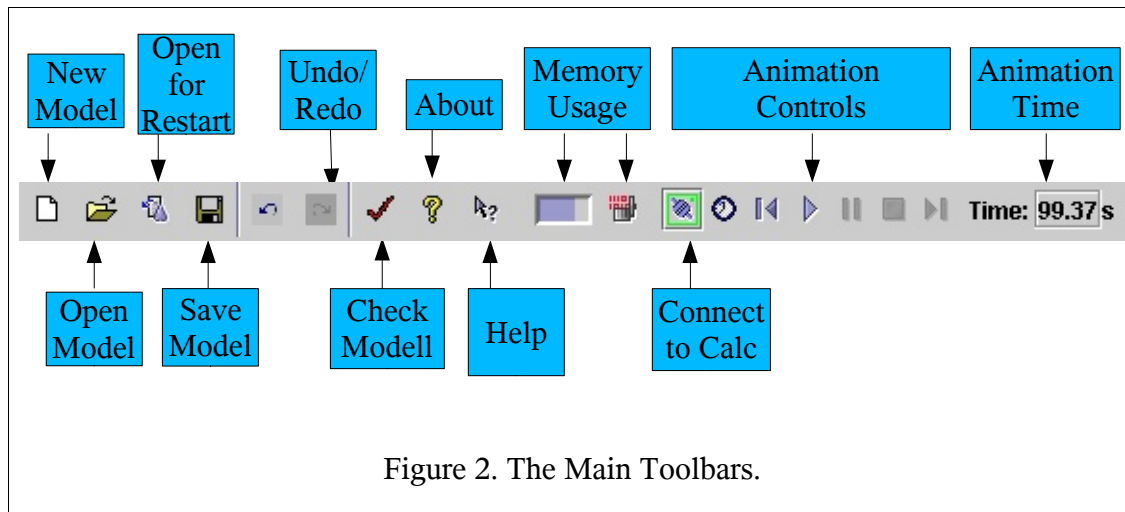 New
Model
Open
for
Restart
Undo/
Redo
About
Memory
Usage
Animation
Controls
Animation
Time
Time: 99.37 s
Open
Model
Save
Model
Check
Modell
Help
Connect
to Calc
Figure 2. The Main Toolbars.